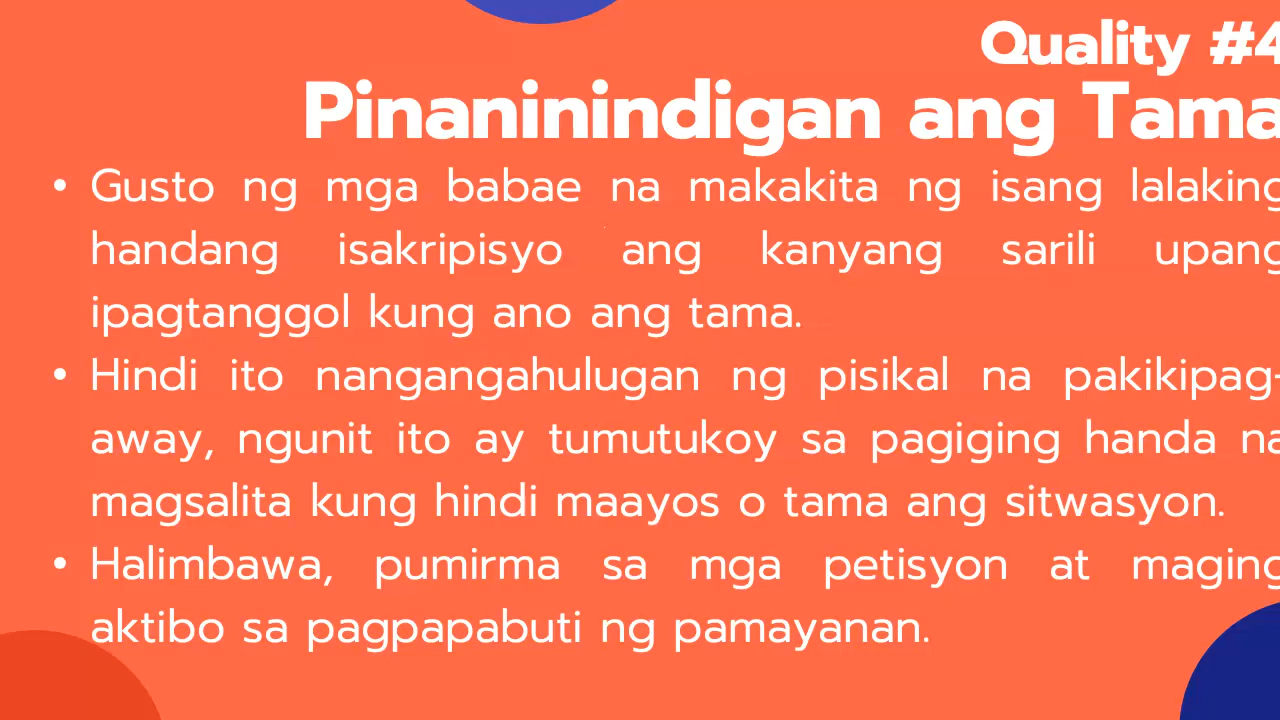 Quality #4
Pinaninindigan ang Tama
• Gusto ng mga babae na makakita ng isang lalaking
handang isakripisyo ang kanyang sarili upang
ipagtanggol kung ano ang tama.
• Hindi ito nangangahulugan ng pisikal na pakikipag-
away, ngunit ito ay tumutukoy sa pagiging handa na
magsalita kung hindi maayos o tama ang sitwasyon.
• Halimbawa, pumirma sa mga petisyon at maging
aktibo sa pagpapabuti ng pamayanan.